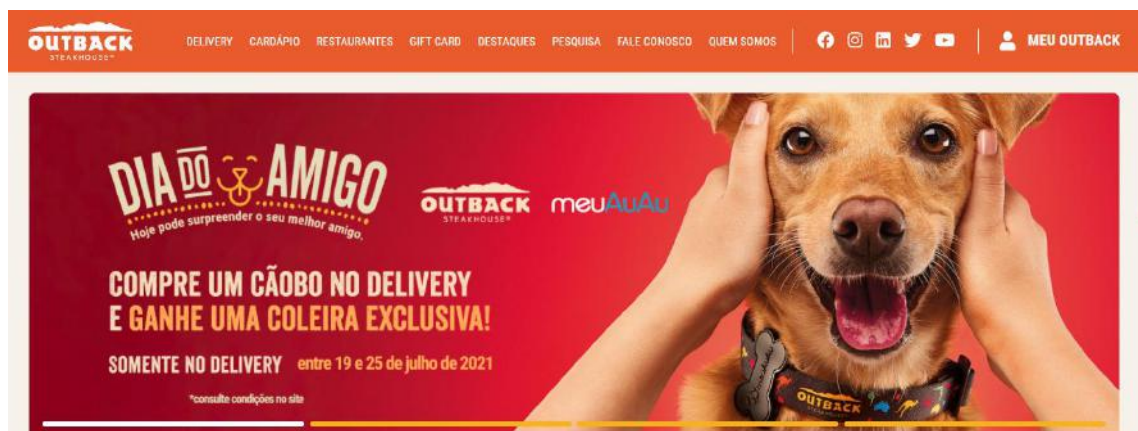 OUTBACK
STEAKHOUSE®
DELIVERY CARDÁPIO RESTAURANTES GIFT CARD DESTAQUES PESQUISA FALE CONOSCO QUEM SOMOS
MEU OUTBACK
DIA DO AMIGO
Hoje pode surpreender o seu melhor amigo.
OUTBACK
STEAKHOUSE®
meuAuAu
COMPRE UM CÃOBO NO DELIVERY
E GANHE UMA COLEIRA EXCLUSIVA!
SOMENTE NO DELIVERY entre 19 e 25 de julho de 2021
*consulte condições no site
OUTBACK